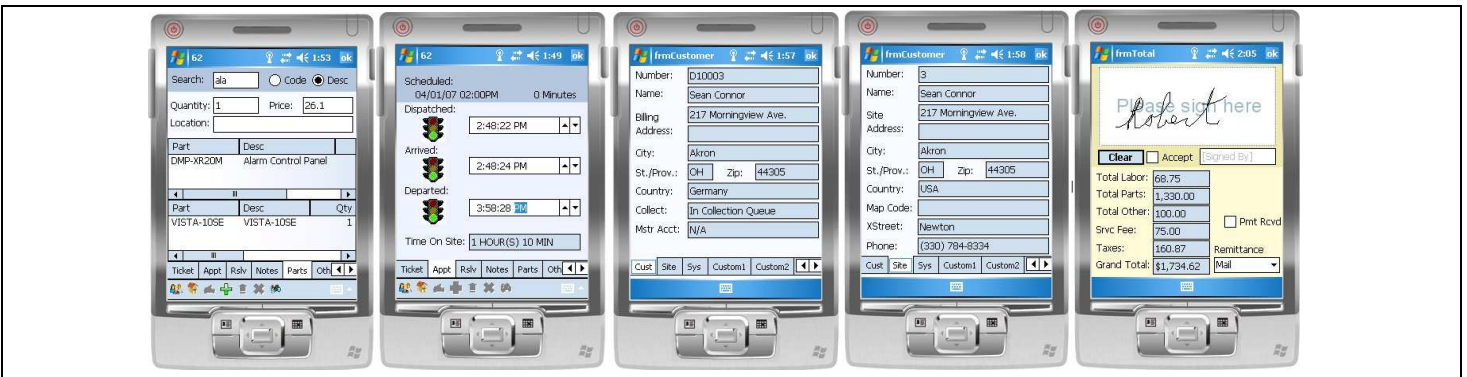 62 1:53 ok
Search: ala Code Desc
Quantity: 1 Price: 26.1
Location:
Part Desc
DMP-XR20M Alarm Control Panel
Part Desc Qty
VISTA-10SE VISTA-10SE 1
Ticket Appt Rslv Notes Parts Oth
62 1:49 ok
Scheduled:
04/01/07 02:00PM 0 Minutes
Dispatched:
2:48:22 PM
Arrived:
2:48:24 PM
Departed:
3:58:28 PM
Time On Site: 1 HOUR(S) 10 MIN
Ticket Appt Rslv Notes Parts Oth
frmCustomer 1:57 ok
Number: D10003
Name: Sean Connor
Billing 217 Morningview Ave.
Address:
City: Akron
St./Prov.: OH Zip: 44305
Country: Germany
Collect: In Collection Queue
Mstr Acct: N/A
Cust Site Sys Custom1 Custom2
frmCustomer 1:58 ok
Number: 3
Name: Sean Connor
Site 217 Morningview Ave.
Address:
City: Akron
St./Prov.: OH Zip: 44305
Country: USA
Map Code:
XStreet: Newton
Phone: (330) 784-8334
Cust Site Sys Custom1 Custom2
frmTotal 2:05 ok
Please sign here
Robert
Clear Accept [Signed By]
Total Labor: 68.75
Total Parts: 1,330.00
Total Other: 100.00
Srvc Fee: 75.00 Pmt Rcvd
Taxes: 160.87 Remittance
Grand Total: $1,734.62 Mail